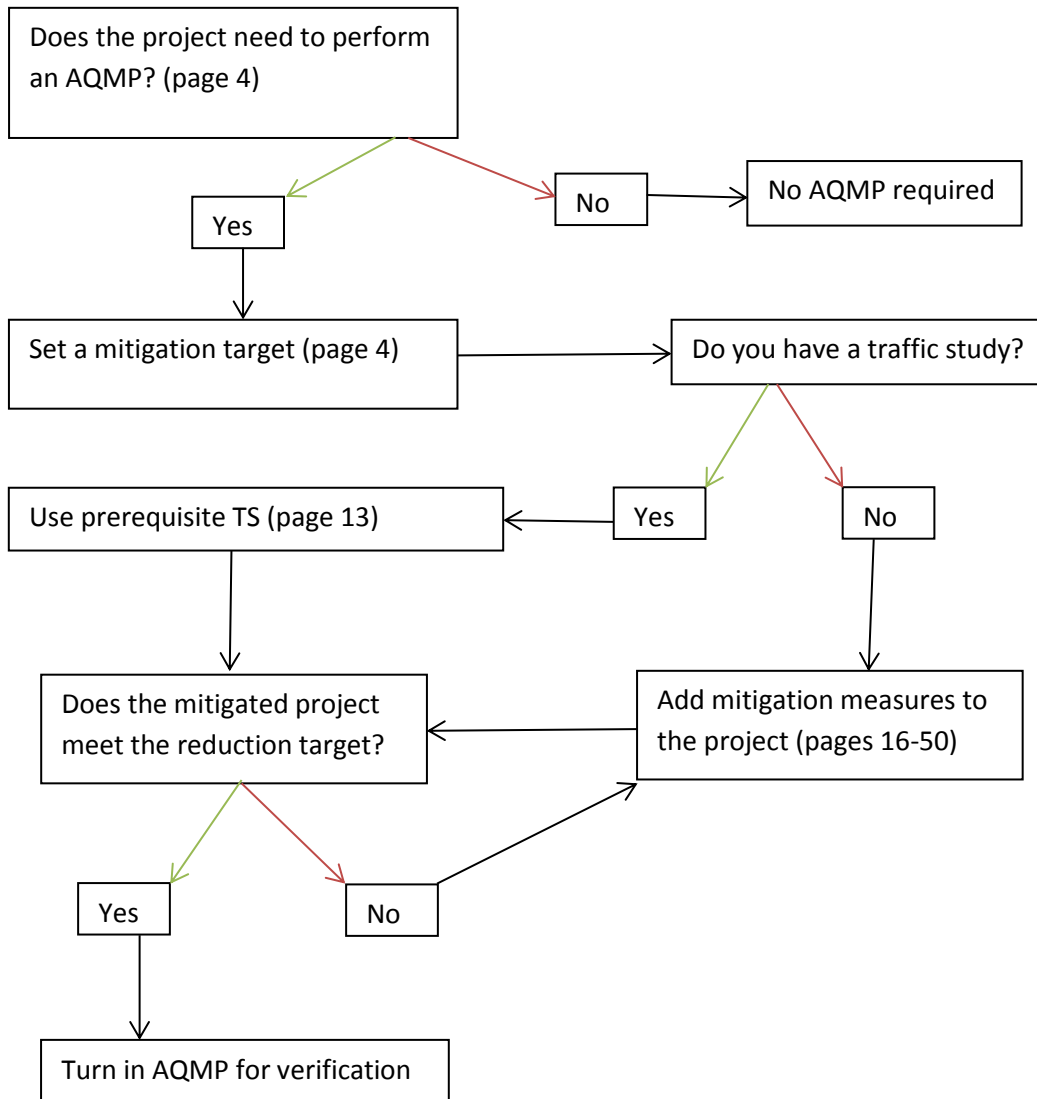 Does the project need to perform
an AQMP? (page 4)
Yes
No
No AQMP required
Set a mitigation target (page 4)
Do you have a traffic study?
Use prerequisite TS (page 13)
Yes
No
Does the mitigated project
meet the reduction target?
Add mitigation measures to
the project (pages 16-50)
Yes
No
Turn in AQMP for verification